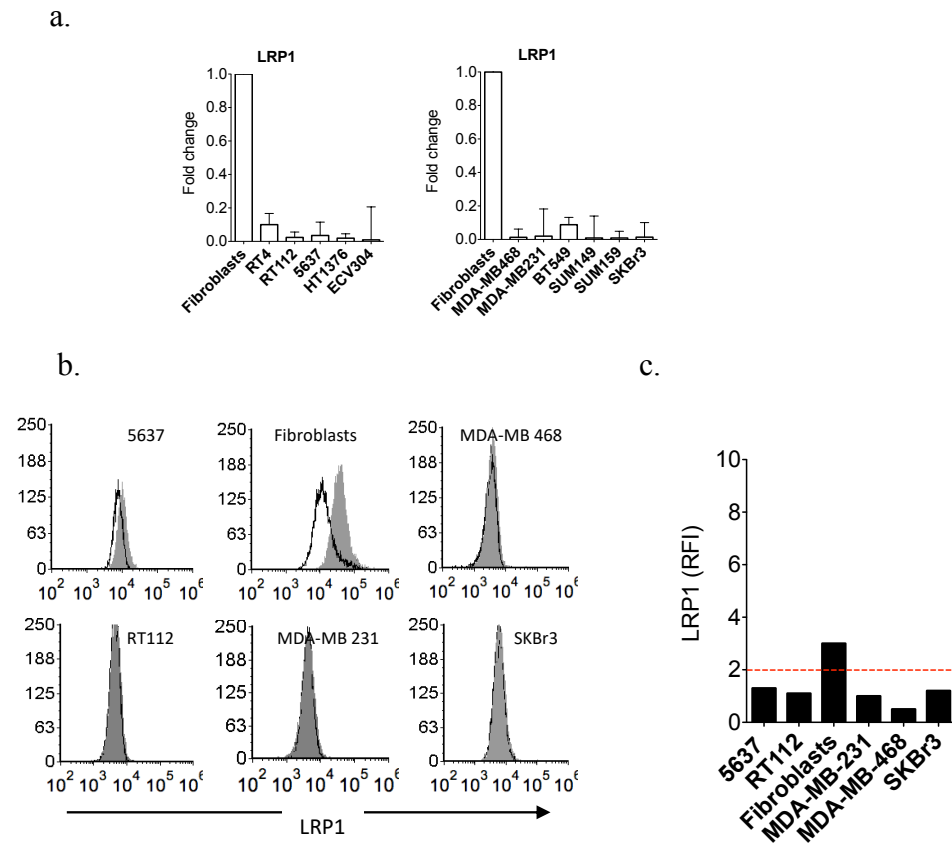 a.
LRP1
Fold change
1.0
0.8
0.6
0.4
0.2
0.0
Fibroblasts
RT4
RT112
5637
HT1376
ECV304
LRP1
Fold change
1.0
0.8
0.6
0.4
0.2
0.0
Fibroblasts
MDA-MB468
MDA-MB231
BT549
SUM149
SUM159
SKBr3
b.
5637
250
188
125
63
0
10² 10³ 10⁴ 10⁵ 10⁶
Fibroblasts
250
188
125
63
0
10² 10³ 10⁴ 10⁵ 10⁶
MDA-MB 468
250
188
125
63
0
10² 10³ 10⁴ 10⁵ 10⁶
RT112
250
188
125
63
0
10² 10³ 10⁴ 10⁵ 10⁶
MDA-MB 231
250
188
125
63
0
10² 10³ 10⁴ 10⁵ 10⁶
SKBr3
250
188
125
63
0
10² 10³ 10⁴ 10⁵ 10⁶
LRP1
c.
LRP1 (RFI)
10
8
6
4
2
0
5637
RT112
Fibroblasts
MDA-MB-231
MDA-MB-468
SKBr3